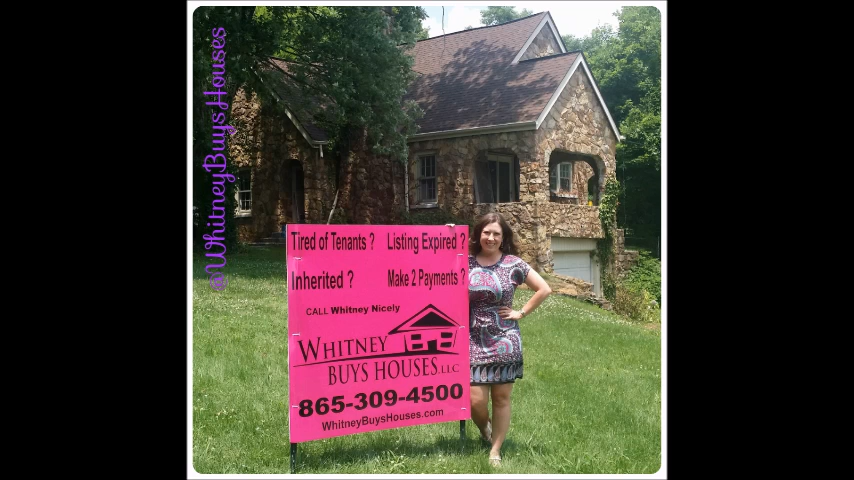 @WhitneyBuysHouses
Tired of Tenants ? Listing Expired ?
Inherited ? Make 2 Payments ?
CALL Whitney Nicely
WHITNEY
BUYS HOUSES, LLC
865-309-4500
WhitneyBuysHouses.com